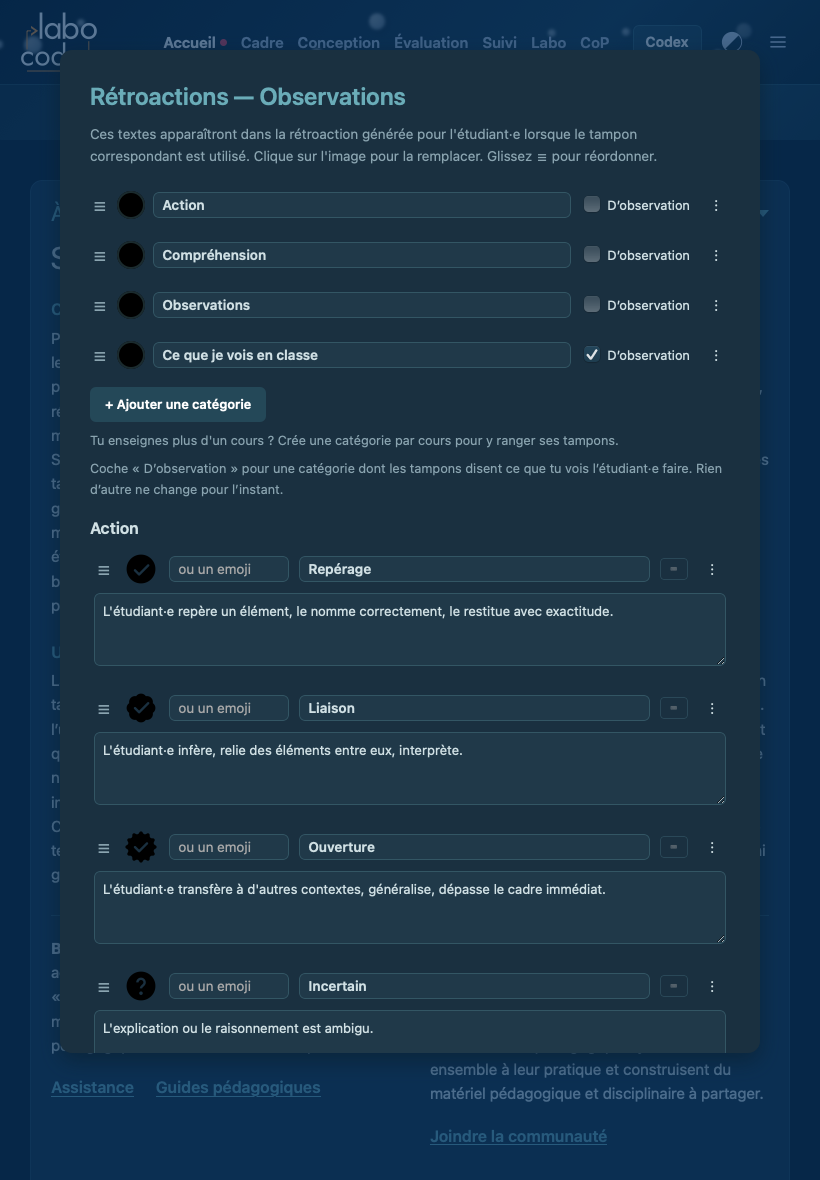 labo
Accueil Cadre Conception Évaluation Suivi Labo CoP Codex
Rétroactions — Observations
Ces textes apparaîtront dans la rétroaction générée pour l'étudiant·e lorsque le tampon
correspondant est utilisé. Clique sur l'image pour la remplacer. Glissez ≡ pour réordonner.
Action D’observation
Compréhension D’observation
Observations D’observation
Ce que je vois en classe D’observation
+ Ajouter une catégorie
Tu enseignes plus d'un cours ? Crée une catégorie par cours pour y ranger ses tampons.
Coche « D’observation » pour une catégorie dont les tampons disent ce que tu vois l’étudiant·e faire. Rien
d’autre ne change pour l’instant.
Action
ou un emoji Repérage
L'étudiant·e repère un élément, le nomme correctement, le restitue avec exactitude.
ou un emoji Liaison
L'étudiant·e infère, relie des éléments entre eux, interprète.
ou un emoji Ouverture
L'étudiant·e transfère à d'autres contextes, généralise, dépasse le cadre immédiat.
? ou un emoji Incertain
L'explication ou le raisonnement est ambigu.
ensemble à leur pratique et construisent du
matériel pédagogique et disciplinaire à partager.
Assistance Guides pédagogiques
Joindre la communauté